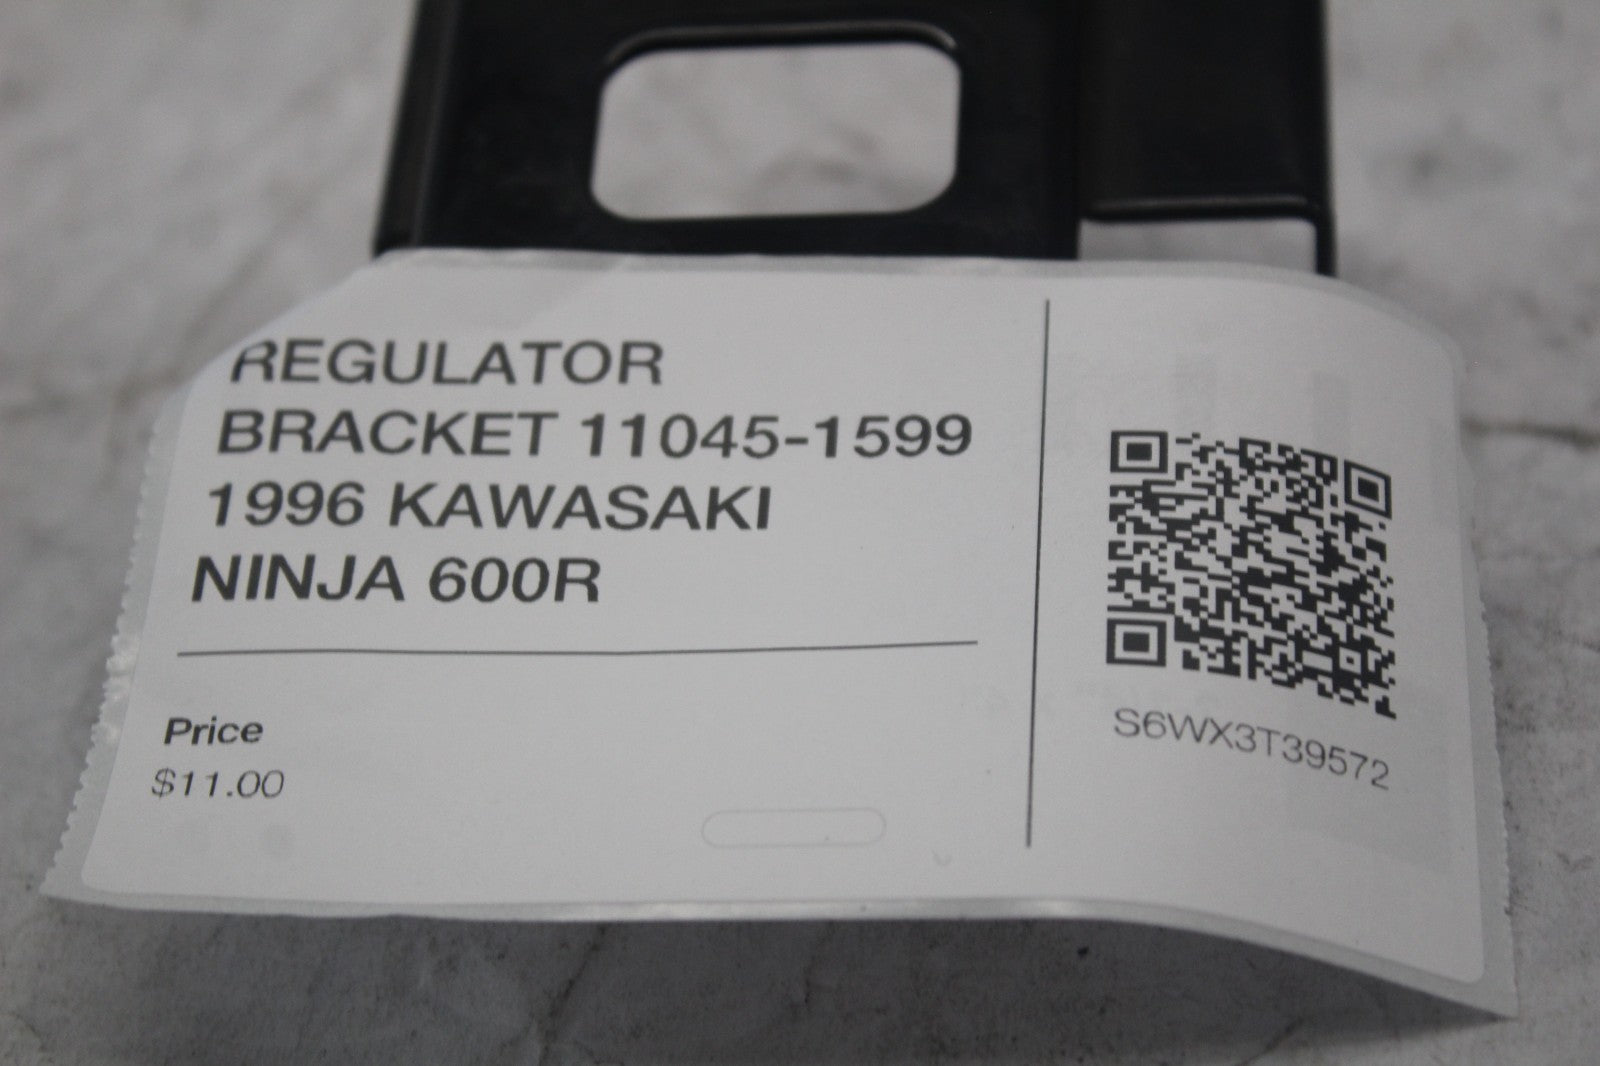 REGULATOR
BRACKET 11045-1599
1996 KAWASAKI
NINJA 600R
Price
$11.00
S6WX3T39572